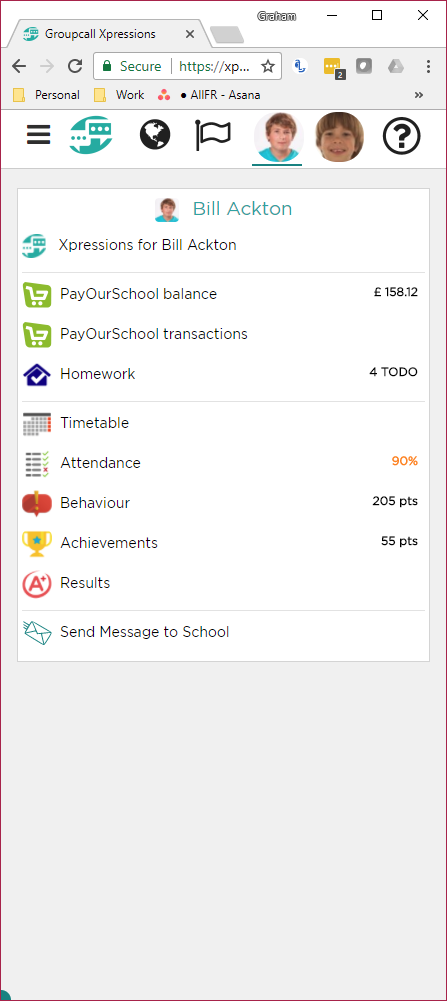 Graham
Groupcall Xpressions
Secure https://xp...
2
Personal Work ● AllFR - Asana »
Bill Ackton
Xpressions for Bill Ackton
PayOurSchool balance £ 158.12
PayOurSchool transactions
Homework 4 TODO
Timetable
Attendance 90%
Behaviour 205 pts
Achievements 55 pts
A+ Results
Send Message to School